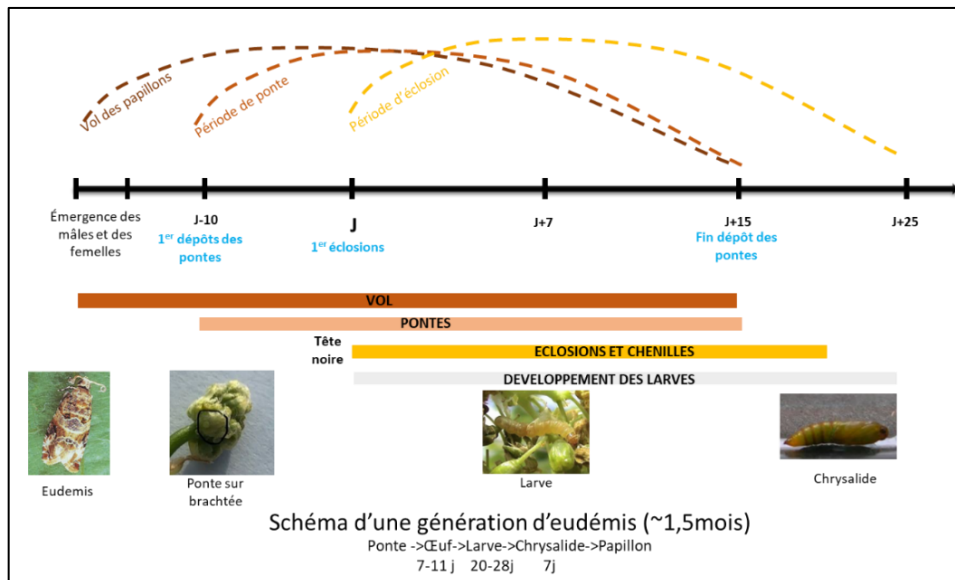 Vol des papillons
Période de ponte
Période d'éclosion
Émergence des
mâles et des
femelles
J-10
1er dépôts des
pontes
J
1er éclosions
J+7
J+15
Fin dépôt des
pontes
J+25
VOL
PONTES
Tête
noire
ECLOSIONS ET CHENILLES
DEVELOPPEMENT DES LARVES
Eudemis
Ponte sur
brachtée
Larve
Chrysalide
Schéma d'une génération d'eudémis (~1,5mois)
Ponte ->Œuf->Larve->Chrysalide->Papillon
7-11 j 20-28j 7j